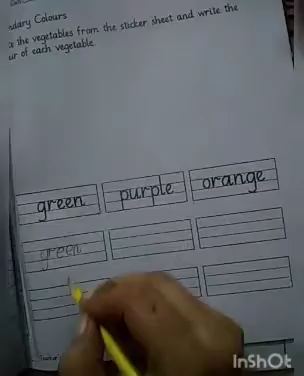 ndary Colours
e the vegetables from the sticker sheet and write the
ur of each vegetable.
green purple orange
green
InShOt